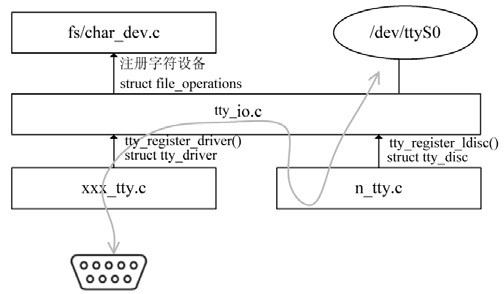 fs/char_dev.c
/dev/ttyS0
注册字符设备
struct file_operations
tty_io.c
tty_register_driver()
struct tty_driver
tty_register_ldisc()
struct tty_disc
xxx_tty.c
n_tty.c